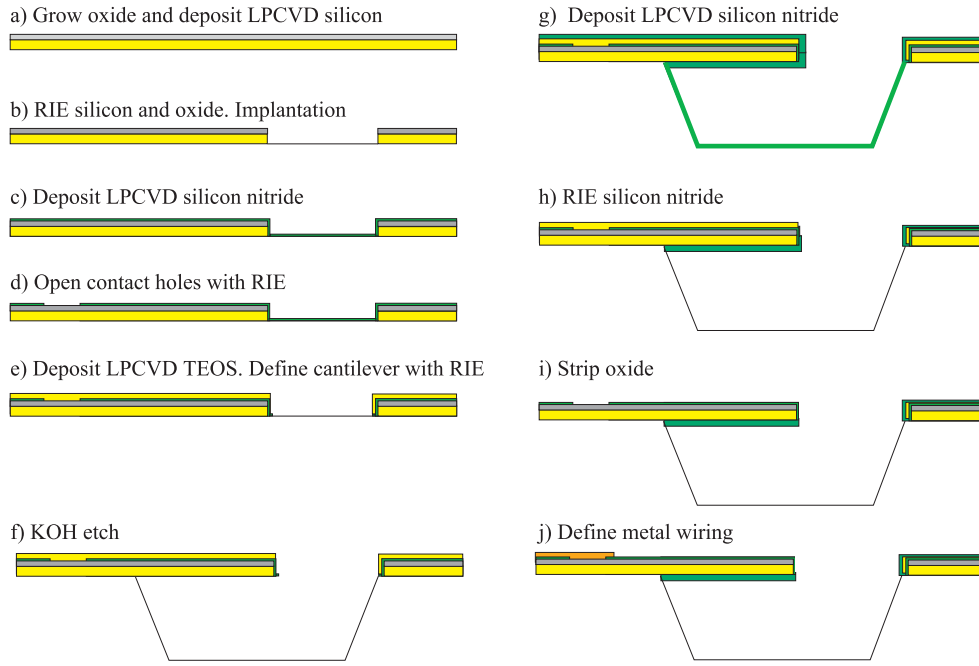 a) Grow oxide and deposit LPCVD silicon
b) RIE silicon and oxide. Implantation
c) Deposit LPCVD silicon nitride
d) Open contact holes with RIE
e) Deposit LPCVD TEOS. Define cantilever with RIE
f) KOH etch
g) Deposit LPCVD silicon nitride
h) RIE silicon nitride
i) Strip oxide
j) Define metal wiring